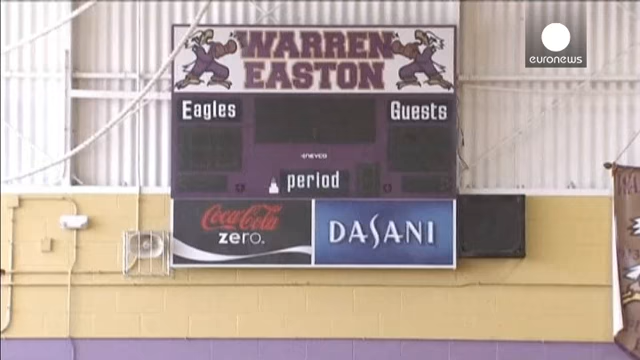 WARREN
EASTON
Eagles
Guests
period
Coca-Cola
zero
DASANI
euronews